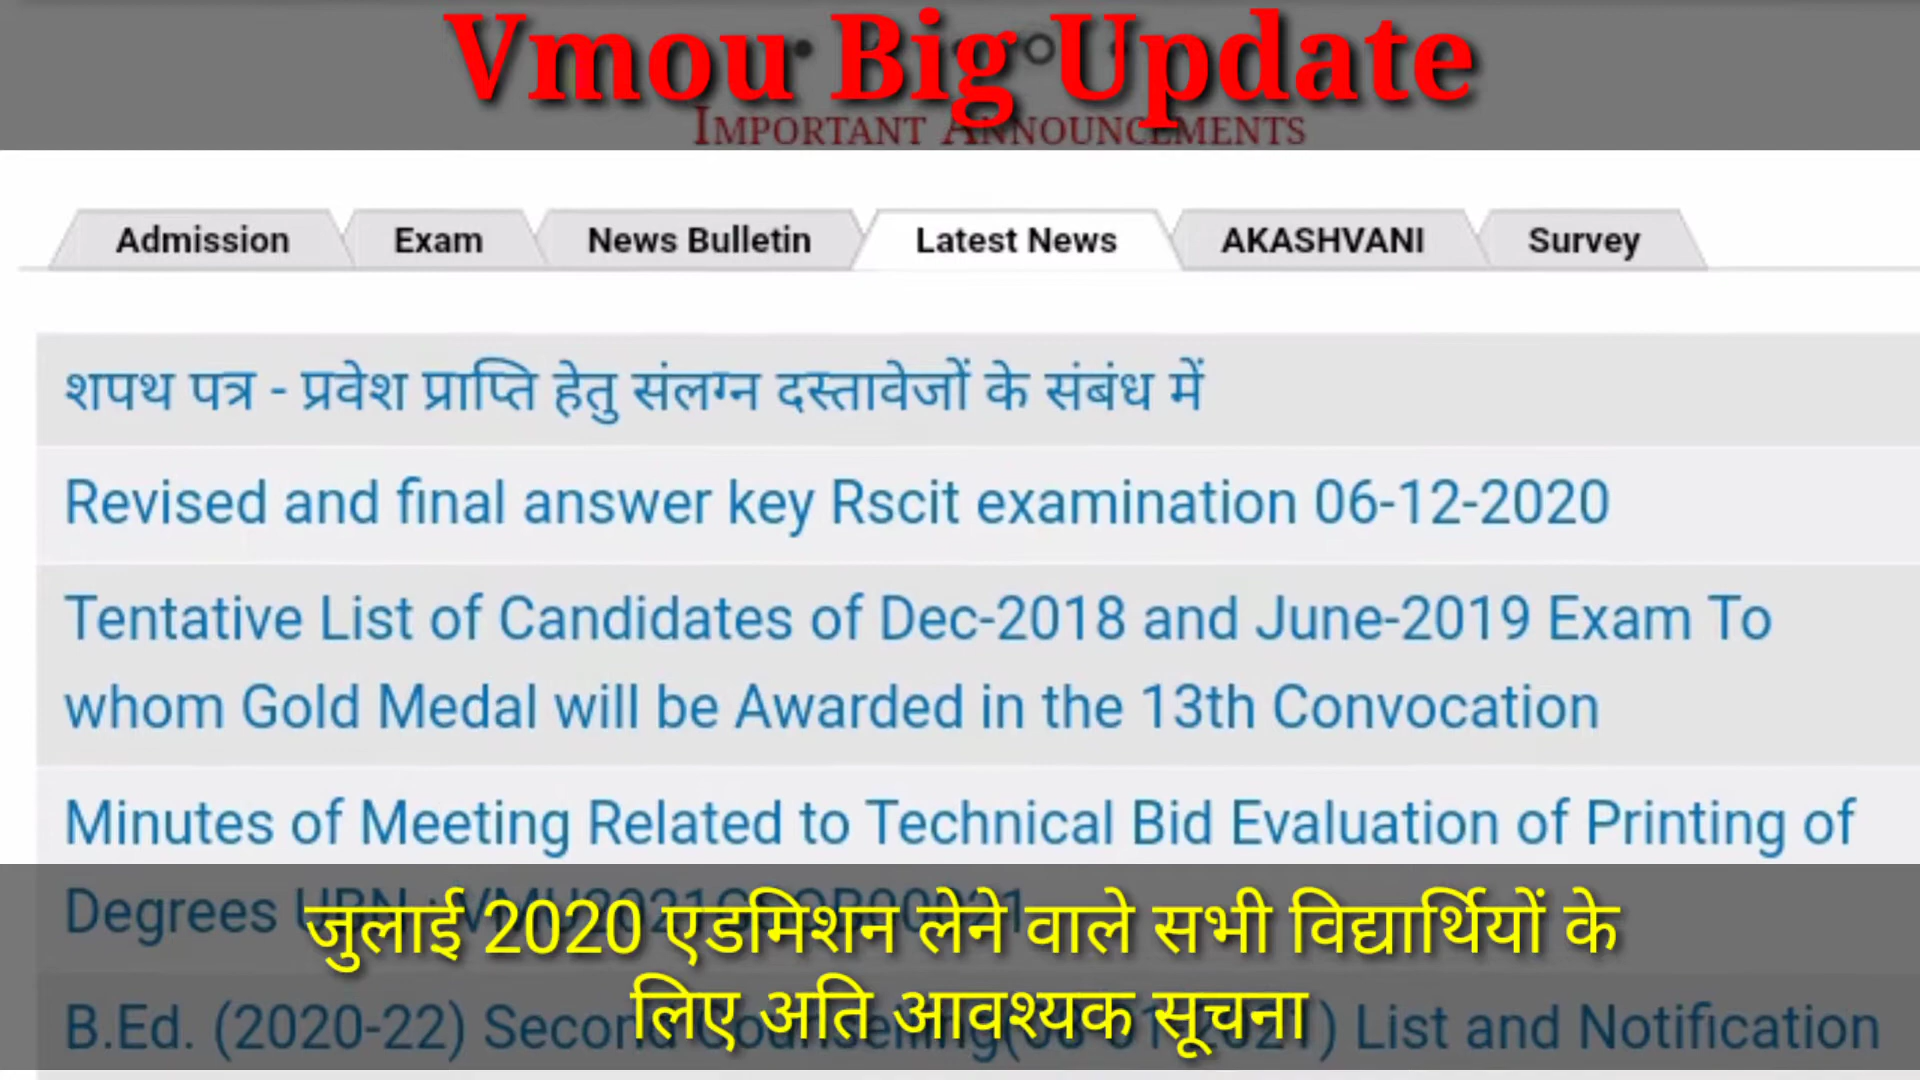 Vmou Big Update
IMPORTANT ANNOUNCEMENTS
Admission Exam News Bulletin Latest News AKASHVANI Survey
शपथ पत्र - प्रवेश प्राप्ति हेतु संलग्न दस्तावेजों के संबंध में
Revised and final answer key Rscit examination 06-12-2020
Tentative List of Candidates of Dec-2018 and June-2019 Exam To
whom Gold Medal will be Awarded in the 13th Convocation
Minutes of Meeting Related to Technical Bid Evaluation of Printing of
Degrees
जुलाई 2020 एडमिशन लेने वाले सभी विद्यार्थियों के
लिए अति आवश्यक सूचना
B.Ed. (2020-22) Second Counselling List and Notification